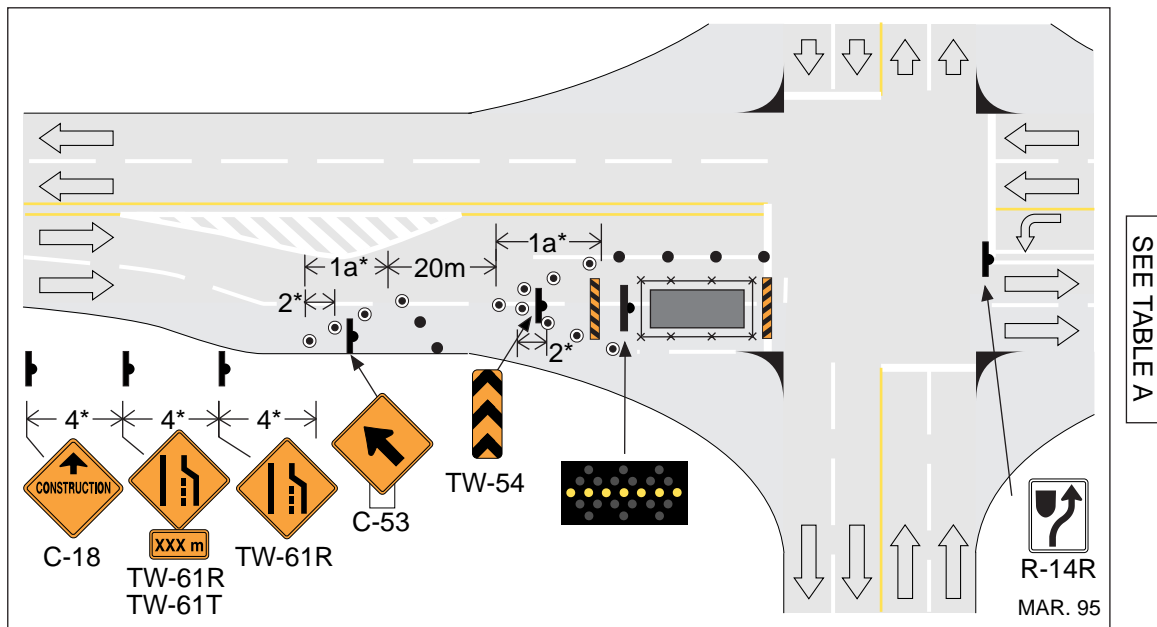 1a*
1a*
20m
2*
2*
4*
4*
4*
CONSTRUCTION
XXX m
C-18
TW-61R
TW-61T
TW-61R
C-53
TW-54
R-14R
MAR. 95
SEE TABLE A